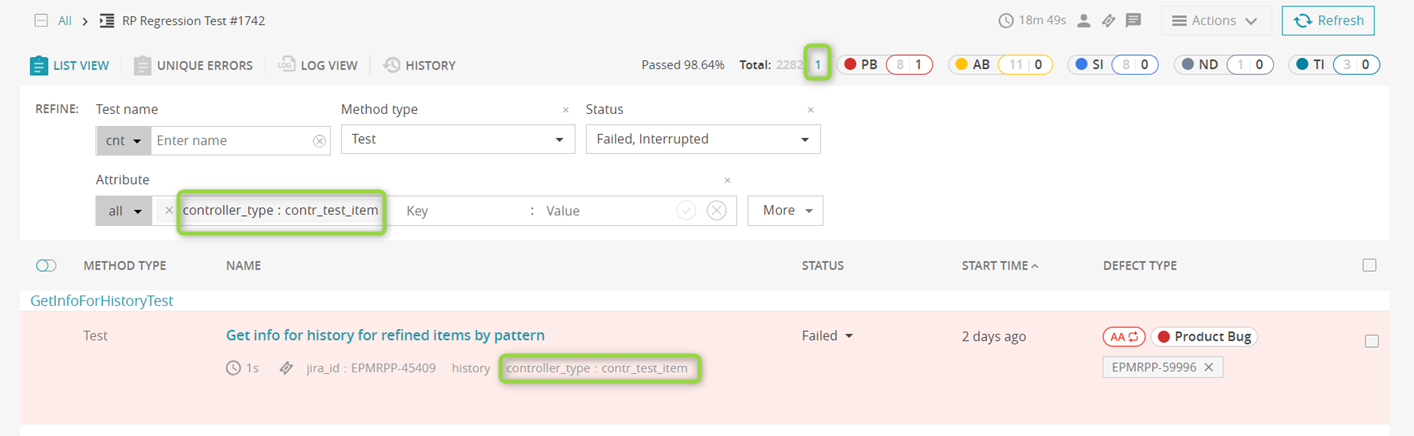 All > RP Regression Test #1742 18m 49s Actions Refresh
LIST VIEW UNIQUE ERRORS LOG VIEW HISTORY Passed 98.64% Total: 2282 1 PB 8 1 AB 11 0 SI 8 0 ND 1 0 TI 3 0
REFINE: Test name Method type × Status ×
cnt Enter name Test Failed, Interrupted
Attribute ×
all × controller_type : contr_test_item Key : Value More
METHOD TYPE NAME STATUS START TIME DEFECT TYPE
GetInfoForHistoryTest
Test Get info for history for refined items by pattern Failed 2 days ago AA Product Bug
1s jira_id : EPMRPP-45409 history controller_type : contr_test_item EPMRPP-59996 ×